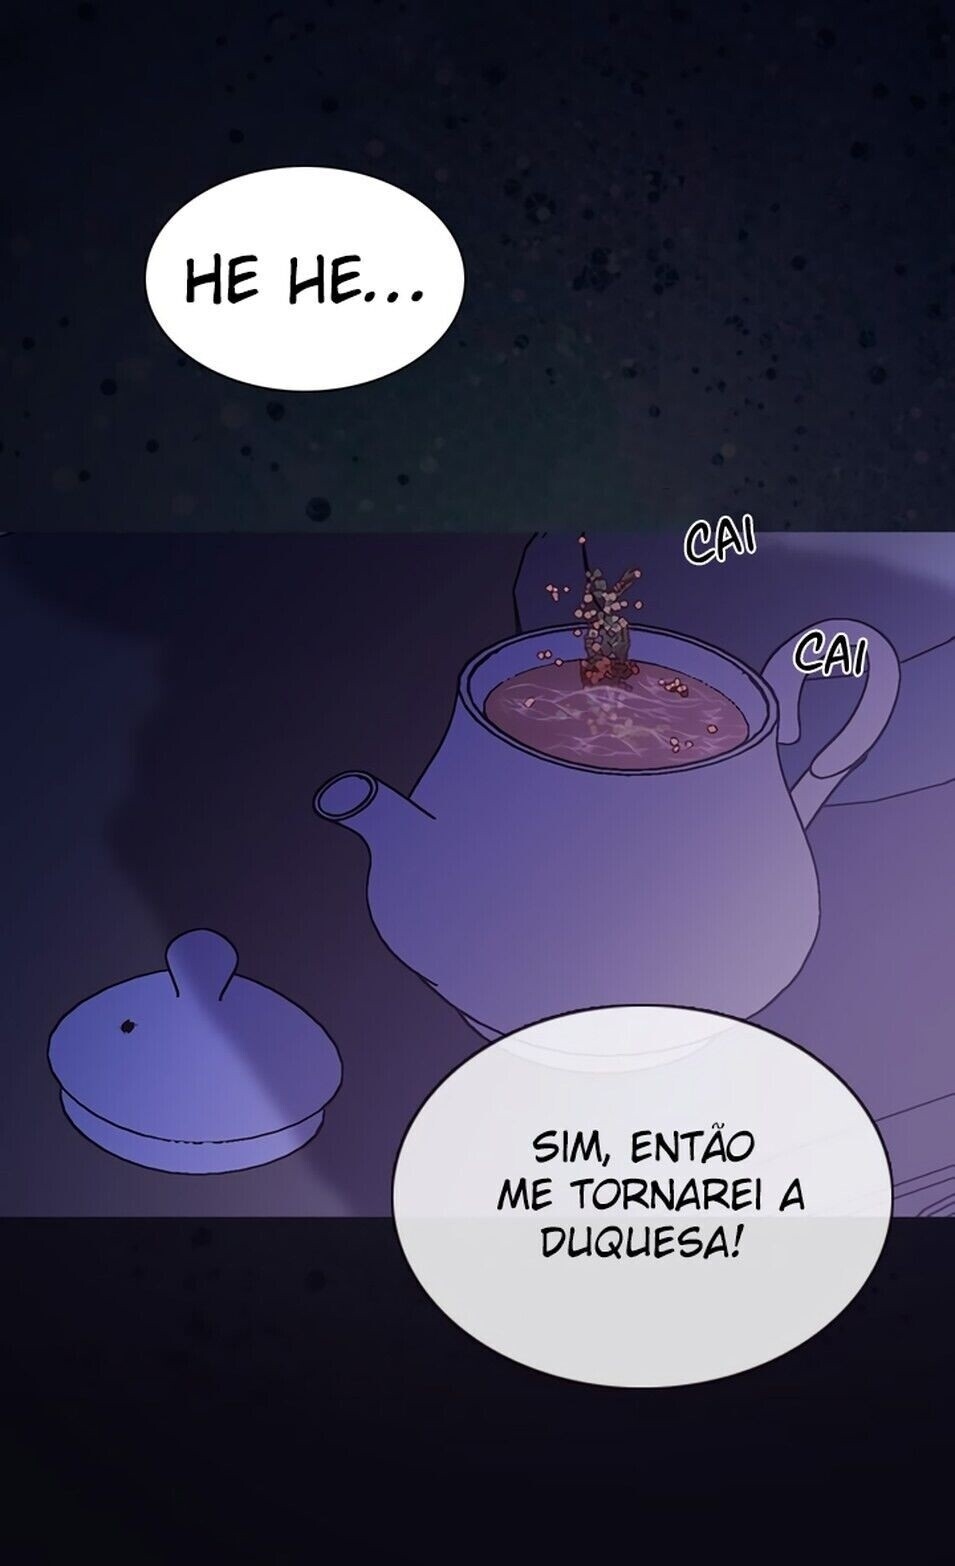 HE HE...
CAI
CAI
SIM, ENTÃO
ME TORNAREI A
DUQUESA!